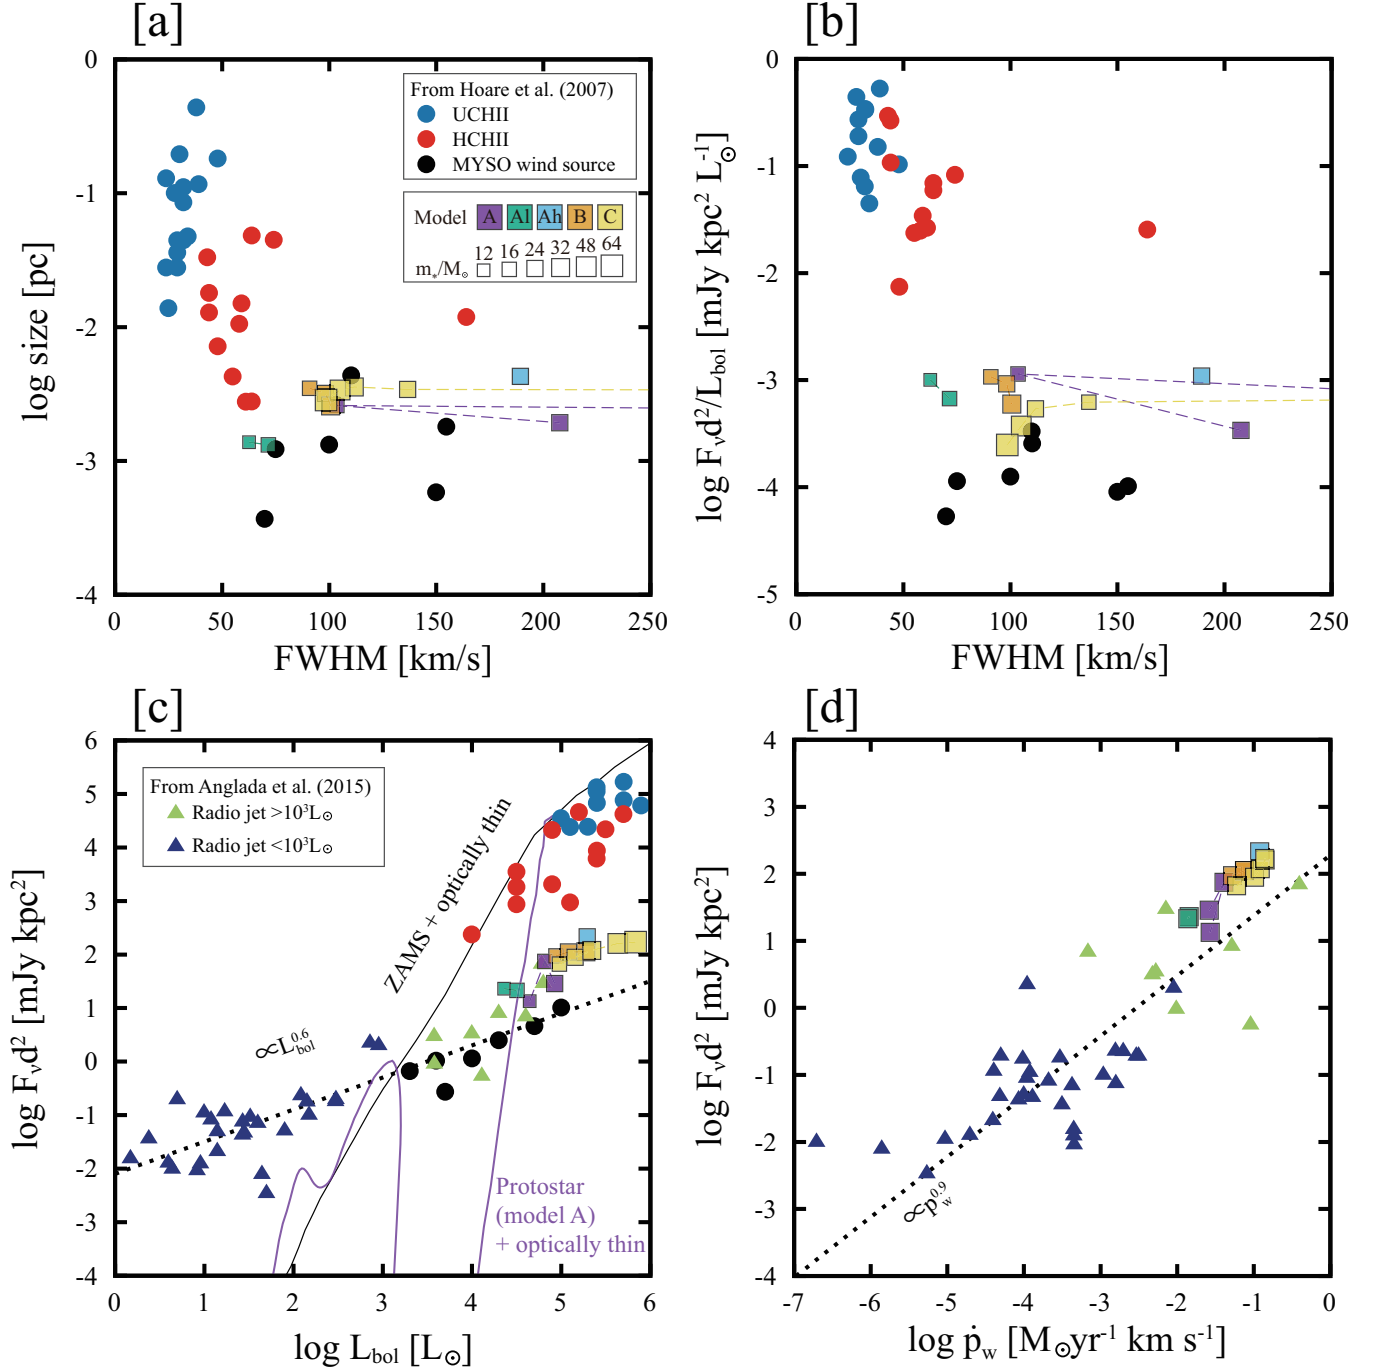 [a]
0
-1
-2
-3
-4
log size [pc]
0
50
100
150
200
250
FWHM [km/s]
From Hoare et al. (2007)
UCHII
HCHII
MYSO wind source
Model A Al Ah B C
12 16 24 32 48 64
m*/M☉
[b]
0
-1
-2
-3
-4
-5
log Fνd²/Lbol [mJy kpc² L☉⁻¹]
0
50
100
150
200
250
FWHM [km/s]
[c]
6
5
4
3
2
1
0
-1
-2
-3
-4
log Fνd² [mJy kpc²]
0
1
2
3
4
5
6
log Lbol [L☉]
From Anglada et al. (2015)
Radio jet >10³L☉
Radio jet <10³L☉
ZAMS + optically thin
∝Lbol^0.6
Protostar
(model A)
+ optically thin
[d]
4
3
2
1
0
-1
-2
-3
-4
log Fνd² [mJy kpc²]
-7
-6
-5
-4
-3
-2
-1
0
log ṗw [M☉yr⁻¹ km s⁻¹]
∝pw^0.9